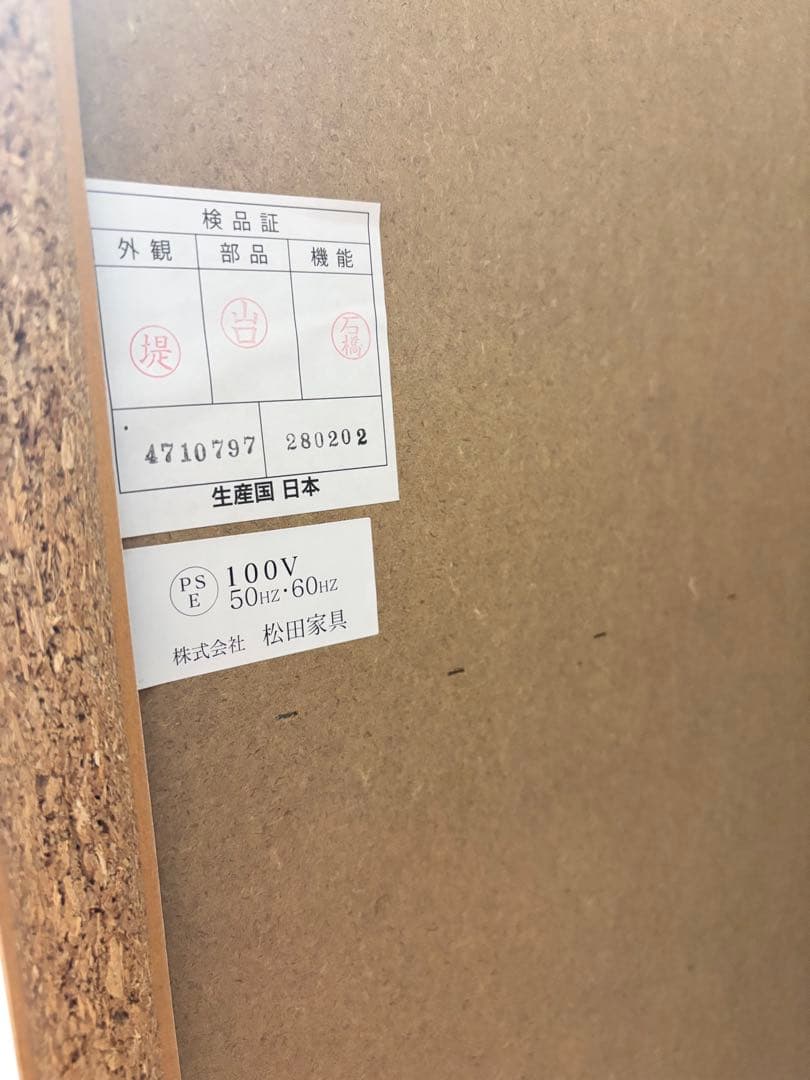 検品証
外観 部品 機能
堤 山口 石橋
4710797 280202
生産国 日本
PSE 100V
50HZ・60HZ
株式会社 松田家具